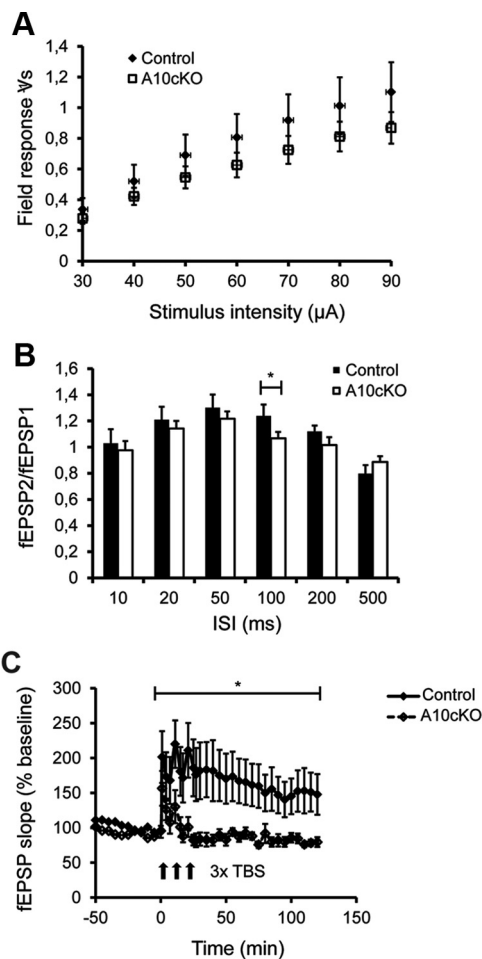 A
1,4
1,2
1
0,8
0,6
0,4
0,2
0
Field response Vs
Control
A10cKO
30 40 50 60 70 80 90
Stimulus intensity (µA)
B
1,6
1,4
1,2
1
0,8
0,6
0,4
0,2
0
fEPSP2/fEPSP1
Control
A10cKO
*
10 20 50 100 200 500
ISI (ms)
C
300
250
200
150
100
50
0
fEPSP slope (% baseline)
*
Control
A10cKO
3x TBS
-50 0 50 100 150
Time (min)